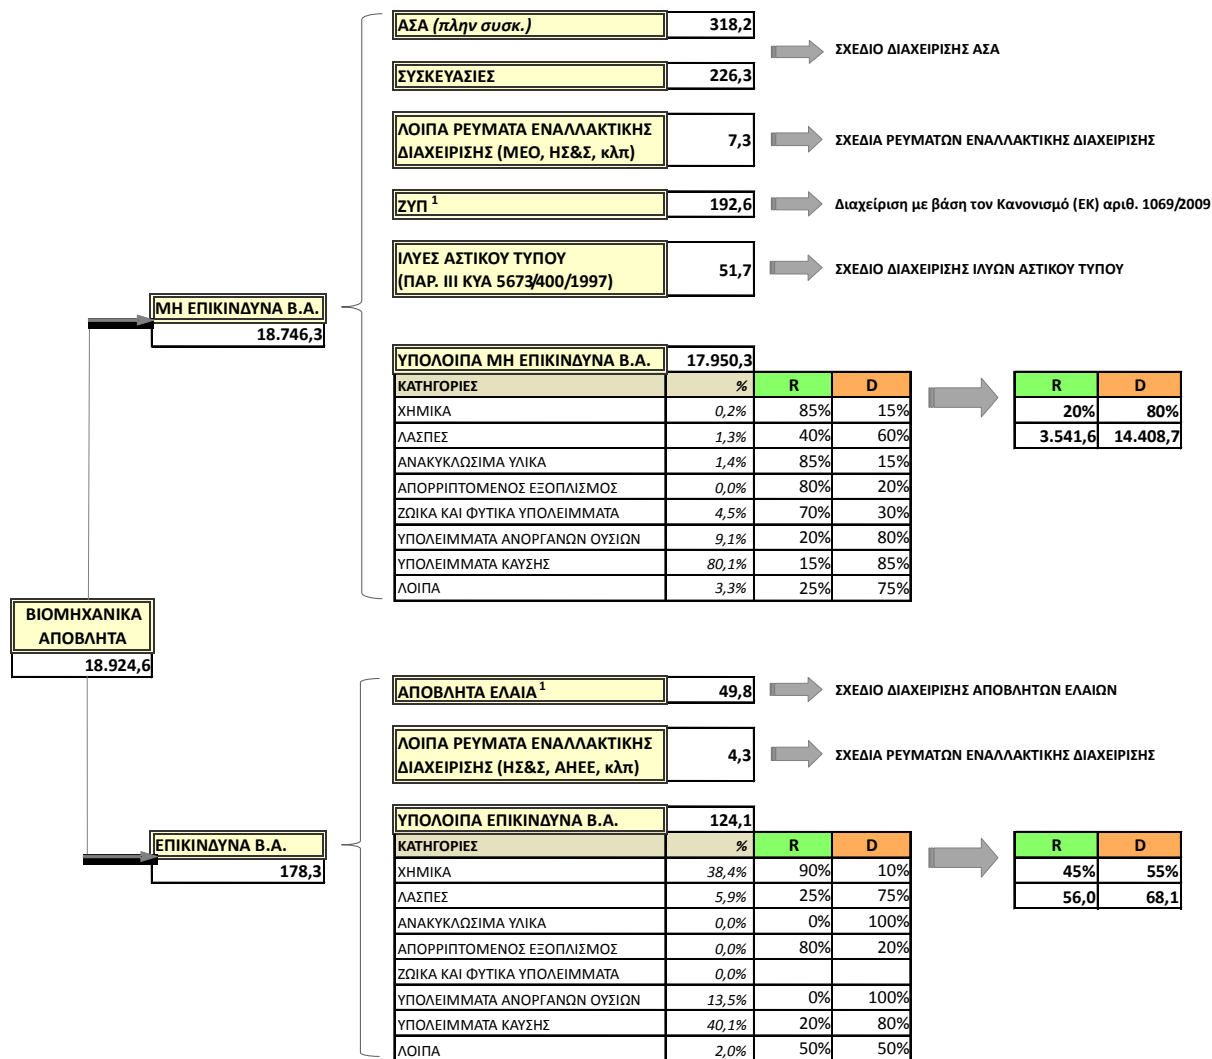 ΑΣΑ (πλην συσκ.) 318,2
ΣΧΕΔΙΟ ΔΙΑΧΕΙΡΙΣΗΣ ΑΣΑ
ΣΥΣΚΕΥΑΣΙΕΣ 226,3
ΛΟΙΠΑ ΡΕΥΜΑΤΑ ΕΝΑΛΛΑΚΤΙΚΗΣ
ΔΙΑΧΕΙΡΙΣΗΣ (ΜΕΟ, ΗΣ&Σ, κλπ)
7,3
ΣΧΕΔΙΑ ΡΕΥΜΑΤΩΝ ΕΝΑΛΛΑΚΤΙΚΗΣ ΔΙΑΧΕΙΡΙΣΗΣ
ΖΥΠ 1 192,6
Διαχείριση με βάση τον Κανονισμό (ΕΚ) αριθ. 1069/2009
ΙΛΥΕΣ ΑΣΤΙΚΟΥ ΤΥΠΟΥ
(ΠΑΡ. ΙΙΙ ΚΥΑ 5673/400/1997)
51,7
ΣΧΕΔΙΟ ΔΙΑΧΕΙΡΙΣΗΣ ΙΛΥΩΝ ΑΣΤΙΚΟΥ ΤΥΠΟΥ
ΜΗ ΕΠΙΚΙΝΔΥΝΑ Β.Α.
18.746,3
ΥΠΟΛΟΙΠΑ ΜΗ ΕΠΙΚΙΝΔΥΝΑ Β.Α. 17.950,3
ΚΑΤΗΓΟΡΙΕΣ % R D
ΧΗΜΙΚΑ 0,2% 85% 15%
ΛΑΣΠΕΣ 1,3% 40% 60%
ΑΝΑΚΥΚΛΩΣΙΜΑ ΥΛΙΚΑ 1,4% 85% 15%
ΑΠΟΡΡΙΠΤΟΜΕΝΟΣ ΕΞΟΠΛΙΣΜΟΣ 0,0% 80% 20%
ΖΩΙΚΑ ΚΑΙ ΦΥΤΙΚΑ ΥΠΟΛΕΙΜΜΑΤΑ 4,5% 70% 30%
ΥΠΟΛΕΙΜΜΑΤΑ ΑΝΟΡΓΑΝΩΝ ΟΥΣΙΩΝ 9,1% 20% 80%
ΥΠΟΛΕΙΜΜΑΤΑ ΚΑΥΣΗΣ 80,1% 15% 85%
ΛΟΙΠΑ 3,3% 25% 75%
R D
20% 80%
3.541,6 14.408,7
ΒΙΟΜΗΧΑΝΙΚΑ
ΑΠΟΒΛΗΤΑ
18.924,6
ΑΠΟΒΛΗΤΑ ΕΛΑΙΑ 1 49,8
ΣΧΕΔΙΟ ΔΙΑΧΕΙΡΙΣΗΣ ΑΠΟΒΛΗΤΩΝ ΕΛΑΙΩΝ
ΛΟΙΠΑ ΡΕΥΜΑΤΑ ΕΝΑΛΛΑΚΤΙΚΗΣ
ΔΙΑΧΕΙΡΙΣΗΣ (ΗΣ&Σ, ΑΗΕΕ, κλπ)
4,3
ΣΧΕΔΙΑ ΡΕΥΜΑΤΩΝ ΕΝΑΛΛΑΚΤΙΚΗΣ ΔΙΑΧΕΙΡΙΣΗΣ
ΕΠΙΚΙΝΔΥΝΑ Β.Α.
178,3
ΥΠΟΛΟΙΠΑ ΕΠΙΚΙΝΔΥΝΑ Β.Α. 124,1
ΚΑΤΗΓΟΡΙΕΣ % R D
ΧΗΜΙΚΑ 38,4% 90% 10%
ΛΑΣΠΕΣ 5,9% 25% 75%
ΑΝΑΚΥΚΛΩΣΙΜΑ ΥΛΙΚΑ 0,0% 0% 100%
ΑΠΟΡΡΙΠΤΟΜΕΝΟΣ ΕΞΟΠΛΙΣΜΟΣ 0,0% 80% 20%
ΖΩΙΚΑ ΚΑΙ ΦΥΤΙΚΑ ΥΠΟΛΕΙΜΜΑΤΑ 0,0%
ΥΠΟΛΕΙΜΜΑΤΑ ΑΝΟΡΓΑΝΩΝ ΟΥΣΙΩΝ 13,5% 0% 100%
ΥΠΟΛΕΙΜΜΑΤΑ ΚΑΥΣΗΣ 40,1% 20% 80%
ΛΟΙΠΑ 2,0% 50% 50%
R D
45% 55%
56,0 68,1